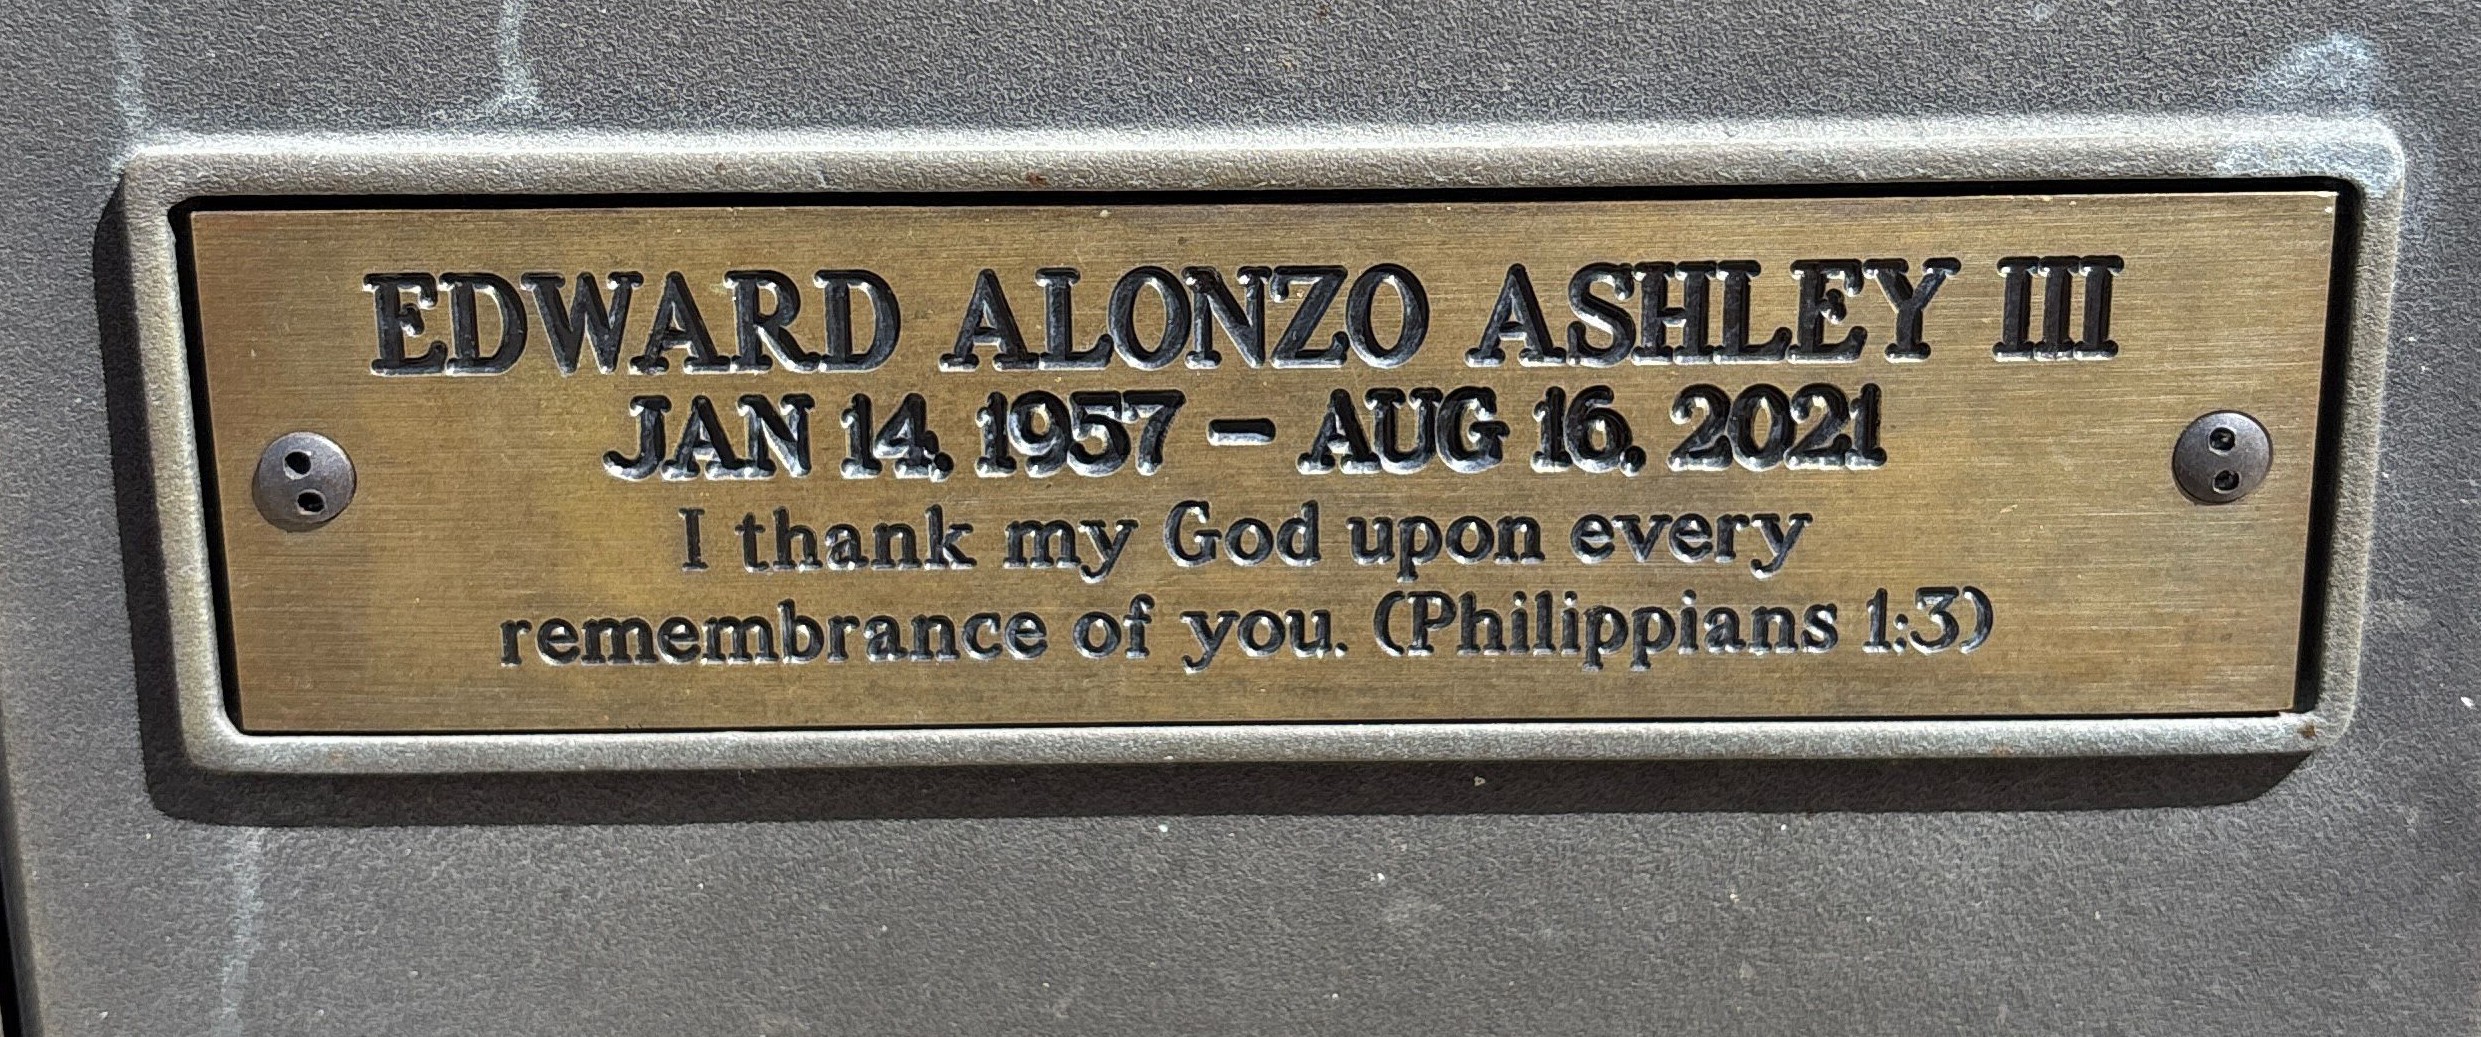 EDWARD ALONZO ASHLEY III
JAN 14, 1957 – AUG 16, 2021
I thank my God upon every
remembrance of you. (Philippians 1:3)